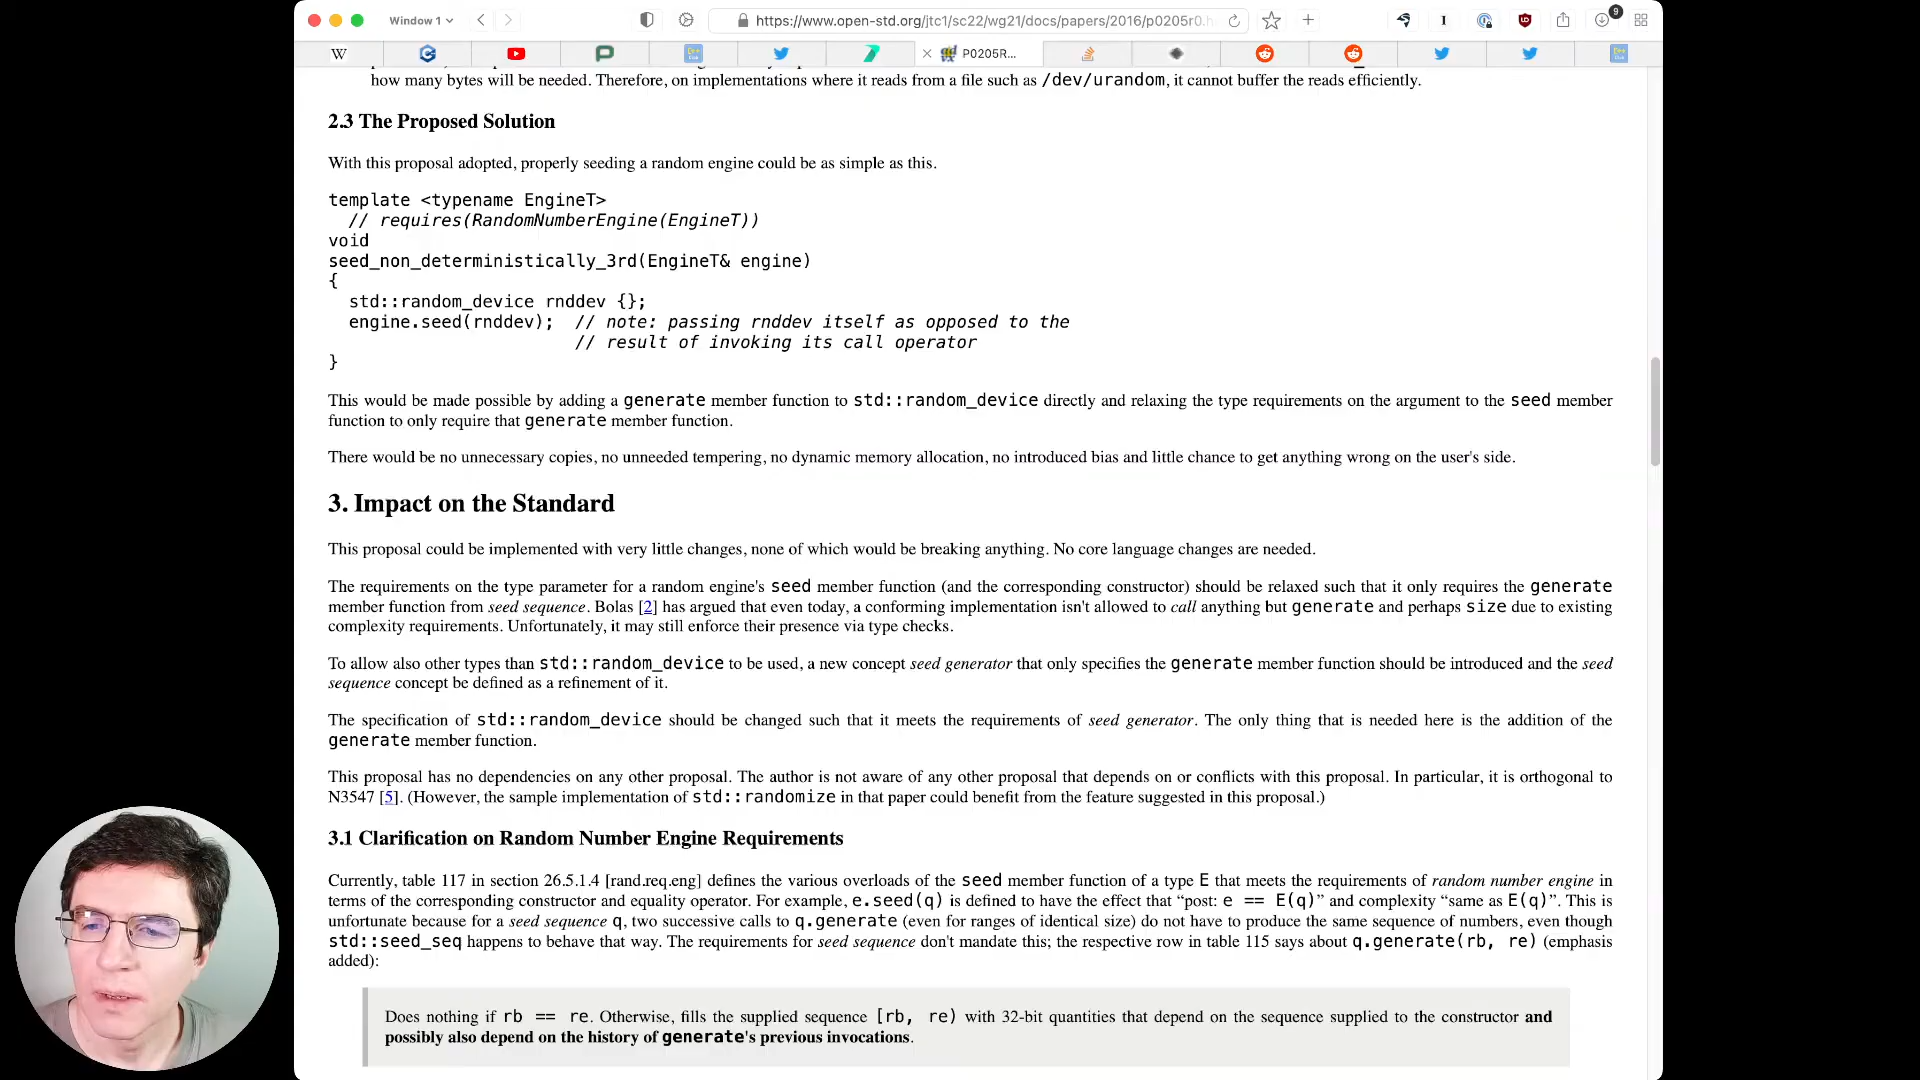 Window 1
https://www.open-std.org/jtc1/sc22/wg21/docs/papers/2016/p0205r0.h
9
P0205R...
how many bytes will be needed. Therefore, on implementations where it reads from a file such as /dev/urandom, it cannot buffer the reads efficiently.
2.3 The Proposed Solution
With this proposal adopted, properly seeding a random engine could be as simple as this.
template <typename EngineT>
// requires(RandomNumberEngine(EngineT))
void
seed_non_deterministically_3rd(EngineT& engine)
{
std::random_device rnddev {};
engine.seed(rnddev); // note: passing rnddev itself as opposed to the
// result of invoking its call operator
}
This would be made possible by adding a generate member function to std::random_device directly and relaxing the type requirements on the argument to the seed member
function to only require that generate member function.
There would be no unnecessary copies, no unneeded tempering, no dynamic memory allocation, no introduced bias and little chance to get anything wrong on the user's side.
3. Impact on the Standard
This proposal could be implemented with very little changes, none of which would be breaking anything. No core language changes are needed.
The requirements on the type parameter for a random engine's seed member function (and the corresponding constructor) should be relaxed such that it only requires the generate
member function from seed sequence. Bolas [2] has argued that even today, a conforming implementation isn't allowed to call anything but generate and perhaps size due to existing
complexity requirements. Unfortunately, it may still enforce their presence via type checks.
To allow also other types than std::random_device to be used, a new concept seed generator that only specifies the generate member function should be introduced and the seed
sequence concept be defined as a refinement of it.
The specification of std::random_device should be changed such that it meets the requirements of seed generator. The only thing that is needed here is the addition of the
generate member function.
This proposal has no dependencies on any other proposal. The author is not aware of any other proposal that depends on or conflicts with this proposal. In particular, it is orthogonal to
N3547 [5]. (However, the sample implementation of std::randomize in that paper could benefit from the feature suggested in this proposal.)
3.1 Clarification on Random Number Engine Requirements
Currently, table 117 in section 26.5.1.4 [rand.req.eng] defines the various overloads of the seed member function of a type E that meets the requirements of random number engine in
terms of the corresponding constructor and equality operator. For example, e.seed(q) is defined to have the effect that “post: e == E(q)” and complexity “same as E(q)”. This is
unfortunate because for a seed sequence q, two successive calls to q.generate (even for ranges of identical size) do not have to produce the same sequence of numbers, even though
std::seed_seq happens to behave that way. The requirements for seed sequence don't mandate this; the respective row in table 115 says about q.generate(rb, re) (emphasis
added):
Does nothing if rb == re. Otherwise, fills the supplied sequence [rb, re) with 32-bit quantities that depend on the sequence supplied to the constructor and
possibly also depend on the history of generate's previous invocations.